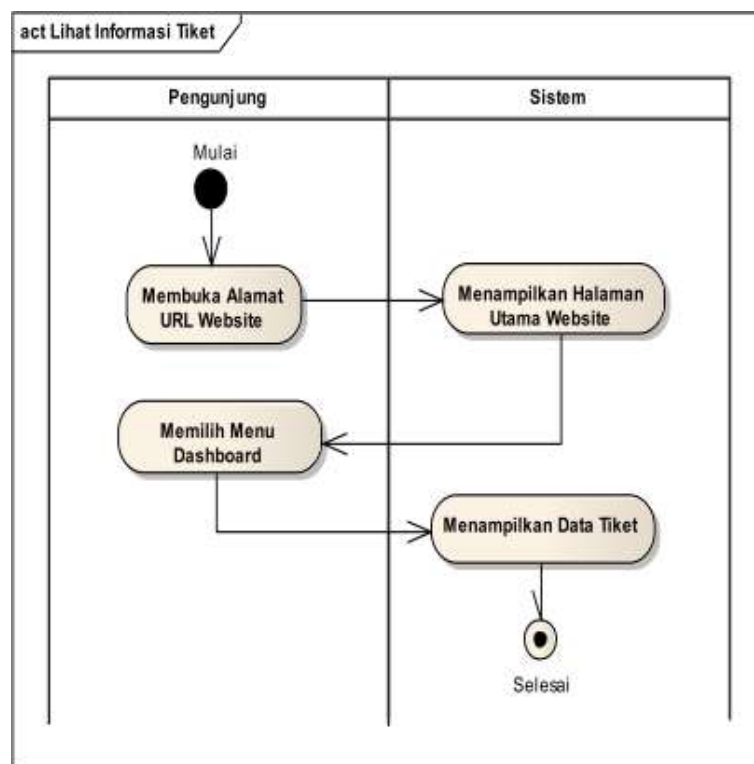 act Lihat Informasi Tiket
Pengunjung
Sistem
Mulai
Membuka Alamat
URL Website
Menampilkan Halaman
Utama Website
Memilih Menu
Dashboard
Menampilkan Data Tiket
Selesai